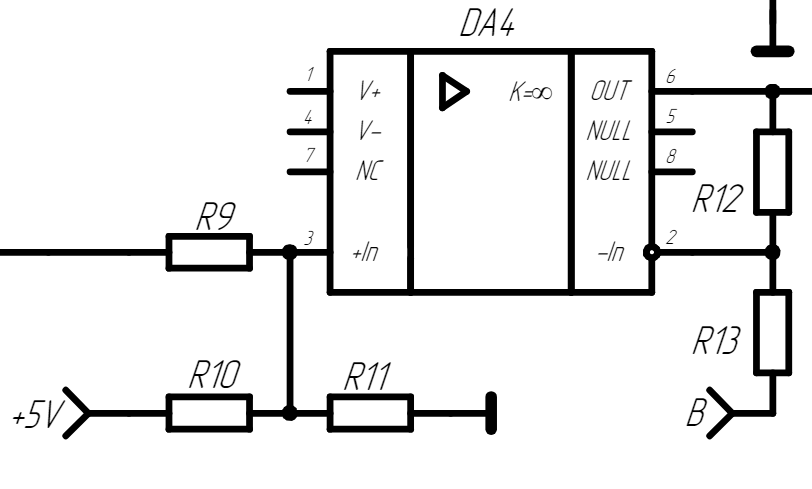 DA4
1 V+ K=∞ OUT 6
4 V- NULL 5
7 NC NULL 8
R12
R9
3 +In -In 2
R13
R10 R11
+5V B